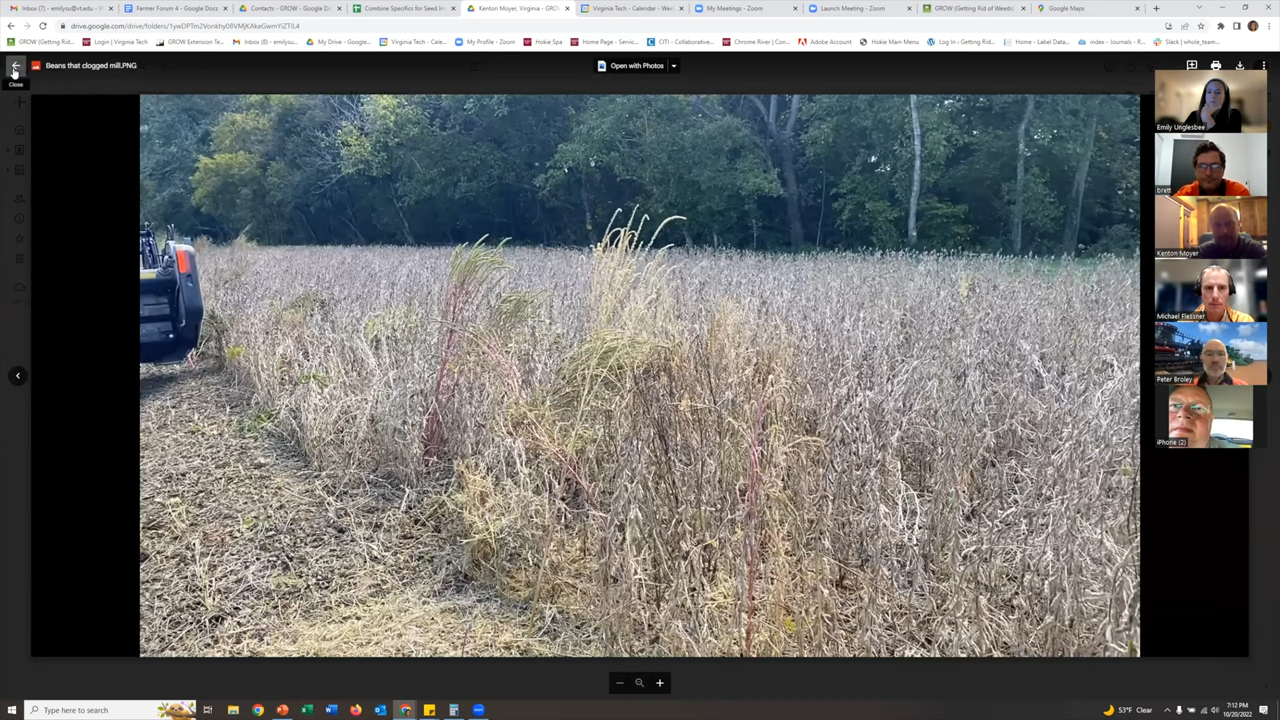 Inbox (7) - emilysu@vt.edu - Vi
Farmer Forum 4 - Google Docs
Contacts - GROW - Google Drive
Combine Specifics for Seed Im
Kenton Moyer, Virginia - GROW
Virginia Tech - Calendar - Week
My Meetings - Zoom
Launch Meeting - Zoom
GROW (Getting Rid of Weeds)
Google Maps
drive.google.com/drive/folders/
GROW (Getting Rid...
Login | Virginia Tech
GROW Extension Te...
Inbox (8) - emilysu...
My Drive - Google...
Virginia Tech - Cale...
My Profile - Zoom
Hokie Spa
Home Page - Servic...
CITI - Collaborative...
Chrome River - Hom...
Adobe Account
Hokie Main Menu
Log In - Getting Rid...
Home - Label Data...
index - Journals - R...
Slack | whole_team...
Beans that clogged mill.PNG
Open with Photos
Close
Emily Unglesbee
brett
Kenton Moyer
Michael Flessner
Peter Broley
iPhone (2)
Type here to search
53°F Clear
7:12 PM
10/20/2022